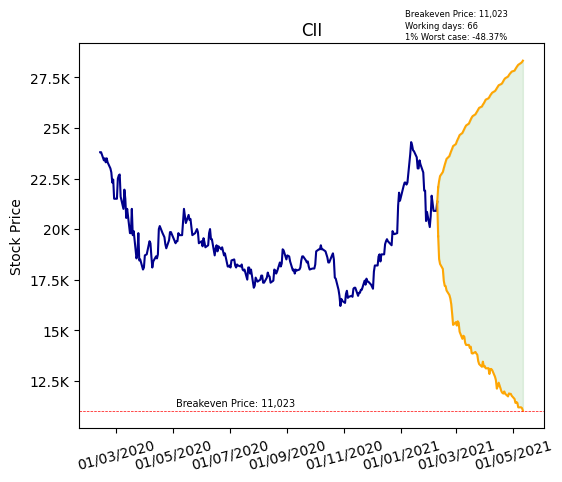 Breakeven Price: 11,023
Working days: 66
1% Worst case: -48.37%
CII
Stock Price
27.5K
25K
22.5K
20K
17.5K
15K
12.5K
Breakeven Price: 11,023
01/03/2020
01/05/2020
01/07/2020
01/09/2020
01/11/2020
01/01/2021
01/03/2021
01/05/2021